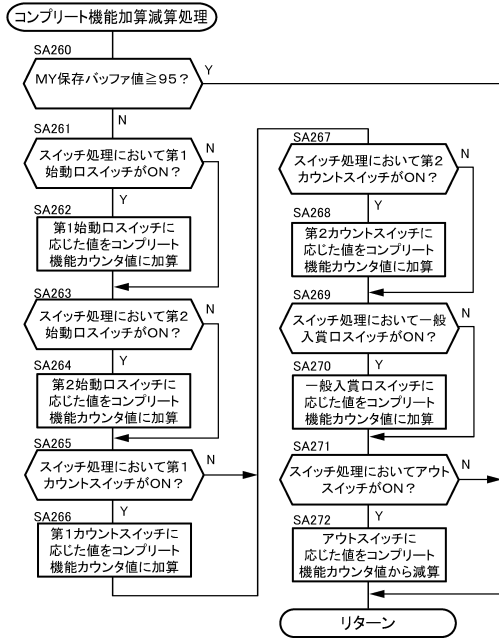 コンプリート機能加算減算処理
SA260
MY保存バッファ値≧95?
Y
N
SA261
スイッチ処理において第1
始動口スイッチがON?
N
Y
SA262
第1始動口スイッチに
応じた値をコンプリート
機能カウンタ値に加算
SA263
スイッチ処理において第2
始動口スイッチがON?
N
Y
SA264
第2始動口スイッチに
応じた値をコンプリート
機能カウンタ値に加算
SA265
スイッチ処理において第1
カウントスイッチがON?
N
Y
SA266
第1カウントスイッチに
応じた値をコンプリート
機能カウンタ値に加算
SA267
スイッチ処理において第2
カウントスイッチがON?
N
Y
SA268
第2カウントスイッチに
応じた値をコンプリート
機能カウンタ値に加算
SA269
スイッチ処理において一般
入賞口スイッチがON?
N
Y
SA270
一般入賞口スイッチに
応じた値をコンプリート
機能カウンタ値に加算
SA271
スイッチ処理においてアウト
スイッチがON?
N
Y
SA272
アウトスイッチに
応じた値をコンプリート
機能カウンタ値から減算
リターン